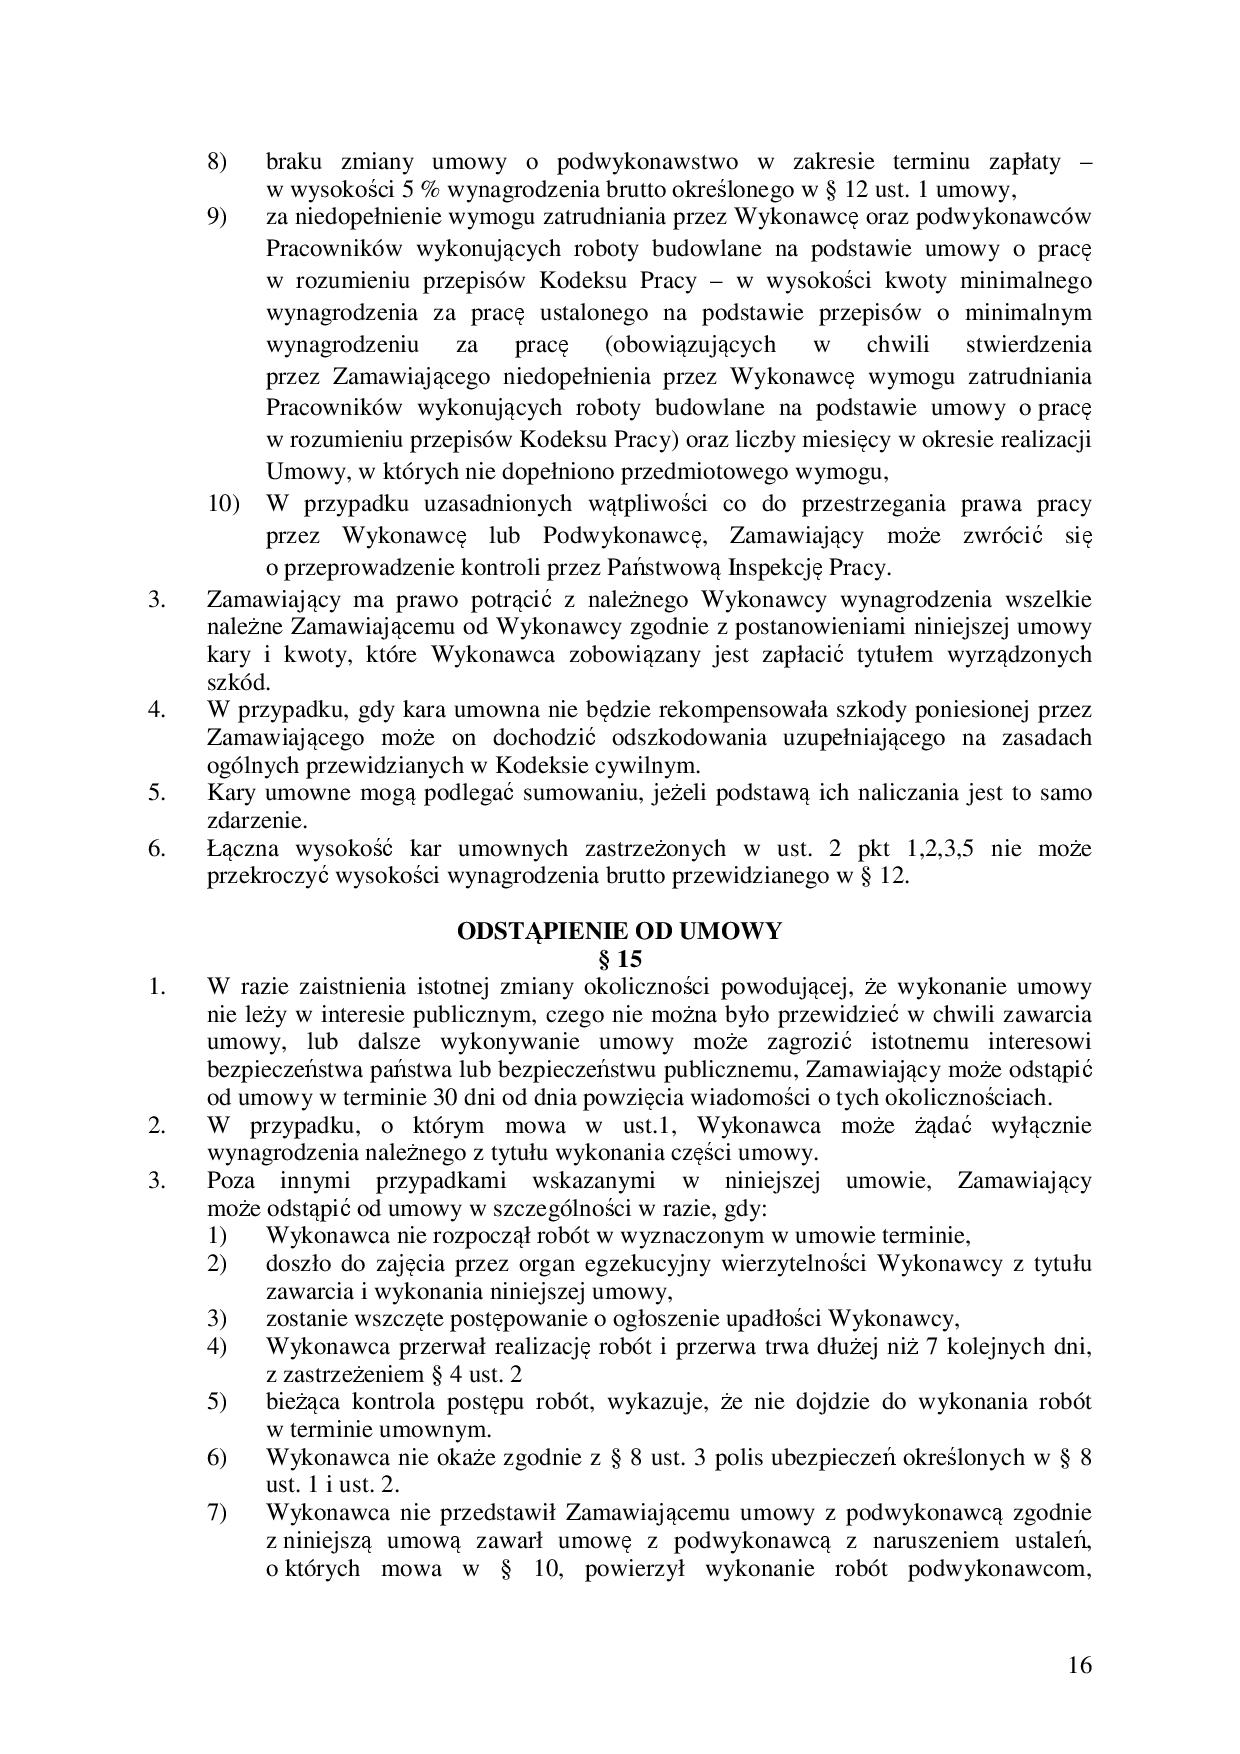 8) braku zmiany umowy o podwykonawstwo w zakresie terminu zapłaty –
w wysokości 5 % wynagrodzenia brutto określonego w § 12 ust. 1 umowy,
9) za niedopełnienie wymogu zatrudniania przez Wykonawcę oraz podwykonawców
Pracowników wykonujących roboty budowlane na podstawie umowy o pracę
w rozumieniu przepisów Kodeksu Pracy – w wysokości kwoty minimalnego
wynagrodzenia za pracę ustalonego na podstawie przepisów o minimalnym
wynagrodzeniu za pracę (obowiązujących w chwili stwierdzenia
przez Zamawiającego niedopełnienia przez Wykonawcę wymogu zatrudniania
Pracowników wykonujących roboty budowlane na podstawie umowy o pracę
w rozumieniu przepisów Kodeksu Pracy) oraz liczby miesięcy w okresie realizacji
Umowy, w których nie dopełniono przedmiotowego wymogu,
10) W przypadku uzasadnionych wątpliwości co do przestrzegania prawa pracy
przez Wykonawcę lub Podwykonawcę, Zamawiający może zwrócić się
o przeprowadzenie kontroli przez Państwową Inspekcję Pracy.
3. Zamawiający ma prawo potrącić z należnego Wykonawcy wynagrodzenia wszelkie
należne Zamawiającemu od Wykonawcy zgodnie z postanowieniami niniejszej umowy
kary i kwoty, które Wykonawca zobowiązany jest zapłacić tytułem wyrządzonych
szkód.
4. W przypadku, gdy kara umowna nie będzie rekompensowała szkody poniesionej przez
Zamawiającego może on dochodzić odszkodowania uzupełniającego na zasadach
ogólnych przewidzianych w Kodeksie cywilnym.
5. Kary umowne mogą podlegać sumowaniu, jeżeli podstawą ich naliczania jest to samo
zdarzenie.
6. Łączna wysokość kar umownych zastrzeżonych w ust. 2 pkt 1,2,3,5 nie może
przekroczyć wysokości wynagrodzenia brutto przewidzianego w § 12.
ODSTĄPIENIE OD UMOWY
§ 15
1. W razie zaistnienia istotnej zmiany okoliczności powodującej, że wykonanie umowy
nie leży w interesie publicznym, czego nie można było przewidzieć w chwili zawarcia
umowy, lub dalsze wykonywanie umowy może zagrozić istotnemu interesowi
bezpieczeństwa państwa lub bezpieczeństwu publicznemu, Zamawiający może odstąpić
od umowy w terminie 30 dni od dnia powzięcia wiadomości o tych okolicznościach.
2. W przypadku, o którym mowa w ust.1, Wykonawca może żądać wyłącznie
wynagrodzenia należnego z tytułu wykonania części umowy.
3. Poza innymi przypadkami wskazanymi w niniejszej umowie, Zamawiający
może odstąpić od umowy w szczególności w razie, gdy:
1) Wykonawca nie rozpoczął robót w wyznaczonym w umowie terminie,
2) doszło do zajęcia przez organ egzekucyjny wierzytelności Wykonawcy z tytułu
zawarcia i wykonania niniejszej umowy,
3) zostanie wszczęte postępowanie o ogłoszenie upadłości Wykonawcy,
4) Wykonawca przerwał realizację robót i przerwa trwa dłużej niż 7 kolejnych dni,
z zastrzeżeniem § 4 ust. 2
5) bieżąca kontrola postępu robót, wykazuje, że nie dojdzie do wykonania robót
w terminie umownym.
6) Wykonawca nie okaże zgodnie z § 8 ust. 3 polis ubezpieczeń określonych w § 8
ust. 1 i ust. 2.
7) Wykonawca nie przedstawił Zamawiającemu umowy z podwykonawcą zgodnie
z niniejszą umową zawarł umowę z podwykonawcą z naruszeniem ustaleń,
o których mowa w § 10, powierzył wykonanie robót podwykonawcom,
16